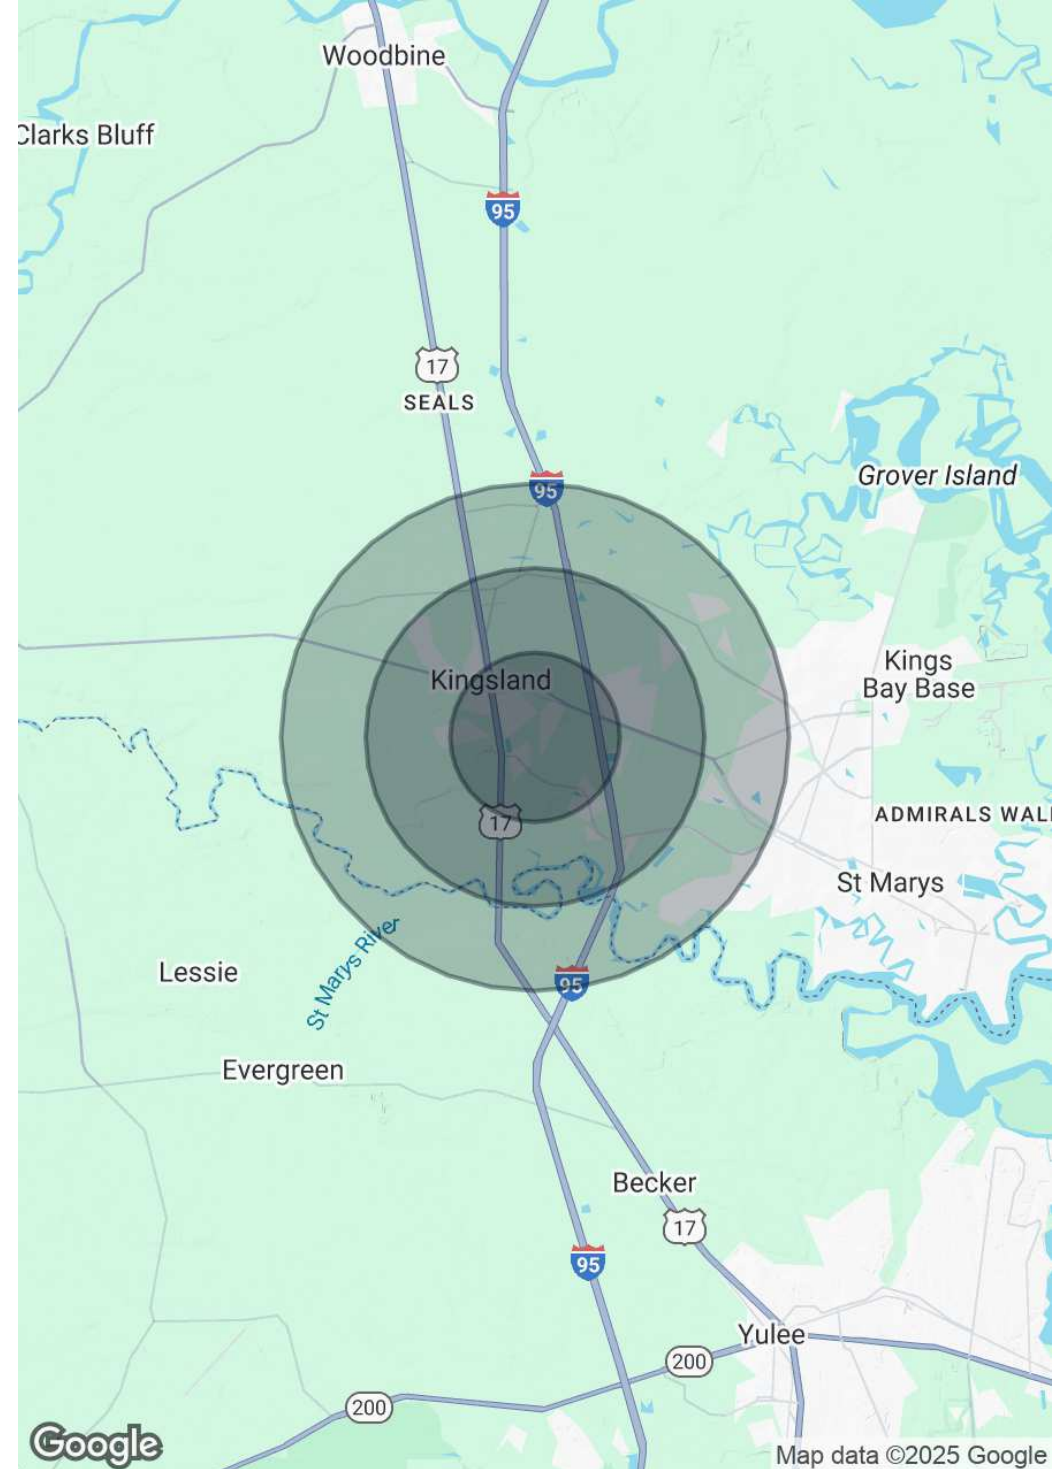 Woodbine
Clarks Bluff
95
17
SEALS
Grover Island
95
Kings
Bay Base
Kingsland
ADMIRALS WAL
17
St Marys
St Marys River
Lessie
95
Evergreen
Becker
17
95
Yulee
200
200
Google
Map data ©2025 Google